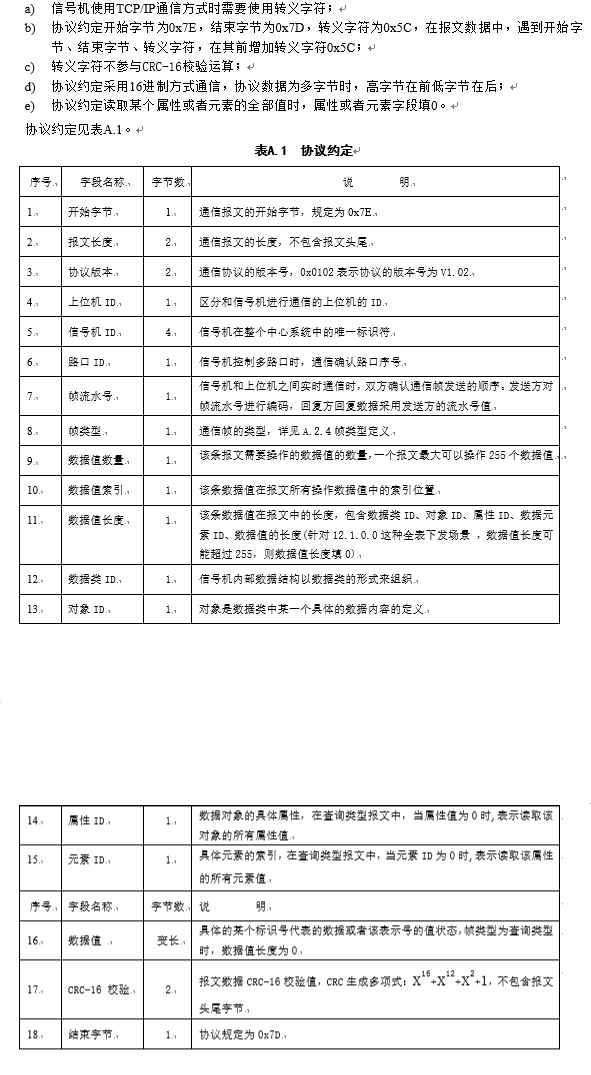 a) 信号机使用TCP/IP通信方式时需要使用转义字符；
b) 协议约定开始字节为0x7E，结束字节为0x7D，转义字符为0x5C，在报文数据中，遇到开始字
节、结束字节、转义字符，在其前增加转义字符0x5C；
c) 转义字符不参与CRC-16校验运算；
d) 协议约定采用16进制方式通信，协议数据为多字节时，高字节在前低字节在后；
e) 协议约定读取某个属性或者元素的全部值时，属性或者元素字段填0。
协议约定见表A.1。
表A.1 协议约定
序号 字段名称 字节数 说 明
1 开始字节 1 通信报文的开始字节，规定为 0x7E
2 报文长度 2 通信报文的长度，不包含报文头尾
3 协议版本 2 通信协议的版本号，0x0102 表示协议的版本号为 V1.02
4 上位机 ID 1 区分和信号机进行通信的上位机的 ID
5 信号机 ID 4 信号机在整个中心系统中的唯一标识符
6 路口 ID 1 信号机控制多路口时，通信确认路口序号
7 帧流水号 1 信号机和上位机之间实时通信时，双方确认通信帧发送的顺序。发送方对
帧流水号进行编码，回复方回复数据采用发送方的流水号值
8 帧类型 1 通信帧的类型，详见 A.2.4 帧类型定义
9 数据值数量 1 该条报文需要操作的数据值的数量，一个报文最大可以操作 255 个数据值
10 数据值索引 1 该条数据值在报文所有操作数据值中的索引位置
11 数据值长度 1 该条数据值在报文中的长度，包含数据类 ID、对象 ID、属性 ID、数据元
素 ID、数据值的长度(针对 12.1.0.0 这种全表下发场景 ，数据值长度可
能超过 255，则数据值长度填 0)
12 数据类 ID 1 信号机内部数据结构以数据类的形式来组织
13 对象 ID 1 对象是数据类中某一个具体的数据内容的定义
14 属性 ID 1 数据对象的具体属性，在查询类型报文中，当属性值为 0 时,表示读取该
对象的所有属性值
15 元素 ID 1 具体元素的索引，在查询类型报文中，当元素 ID 为 0 时,表示读取该属性
的所有元素值
序号 字段名称 字节数 说 明
16 数据值 变长 具体的某个标识号代表的数据或者该表示号的值状态，帧类型为查询类型
时，数据值长度为 0
17 CRC-16 校验 2 报文数据 CRC-16 校验值，CRC 生成多项式：X^16+X^12+X^2+1，不包含报文
头尾字节
18 结束字节 1 协议规定为 0x7D